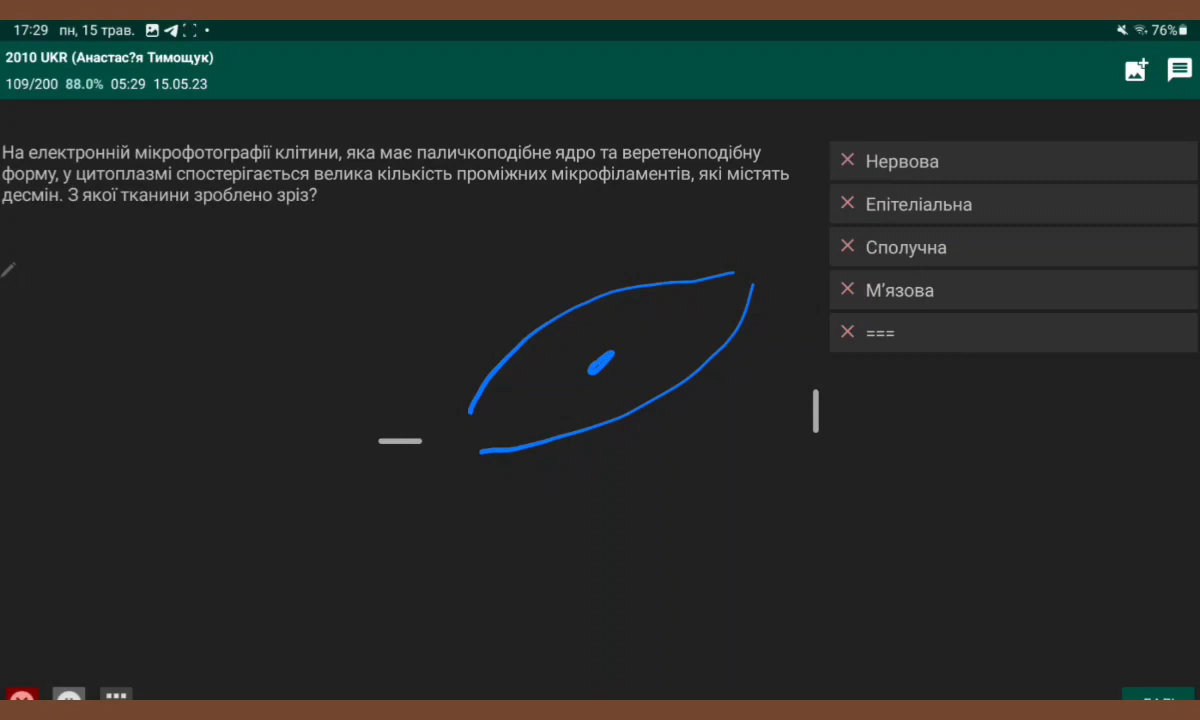 17:29 пн, 15 трав. 76%
2010 UKR (Анастас?я Тимощук)
109/200 88.0% 05:29 15.05.23
На електронній мікрофотографії клітини, яка має паличкоподібне ядро та веретеноподібну
форму, у цитоплазмі спостерігається велика кількість проміжних мікрофіламентів, які містять
десмін. З якої тканини зроблено зріз?
Нервова
Епітеліальна
Сполучна
М'язова
===